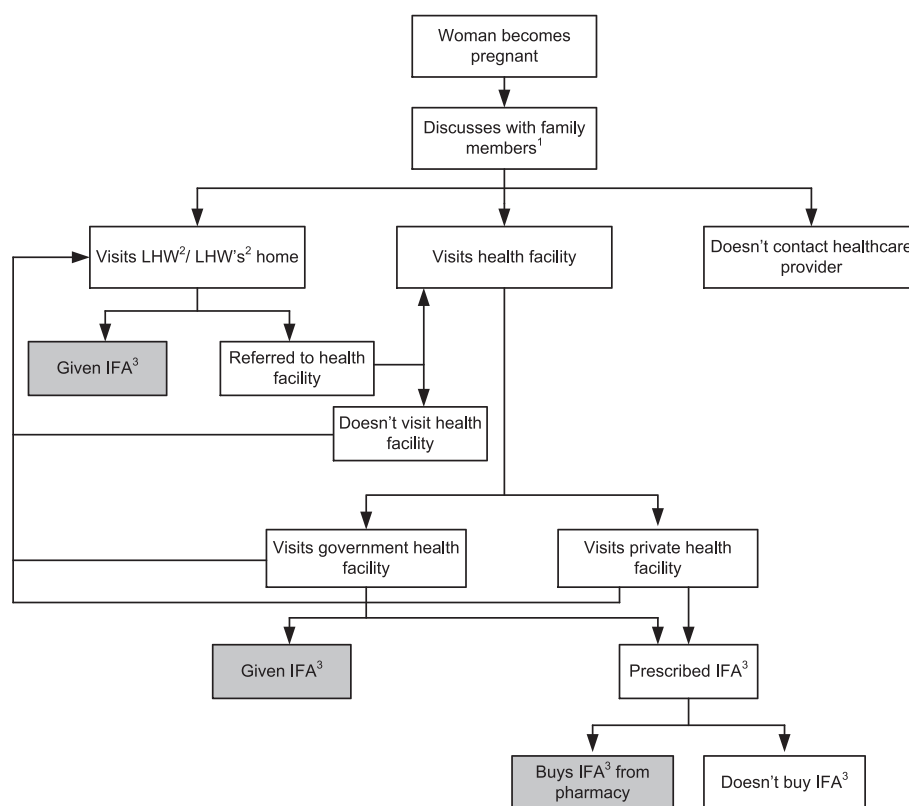 Woman becomes
pregnant
Discusses with family
members¹
Visits LHW²/ LHW's² home
Visits health facility
Doesn't contact healthcare
provider
Given IFA³
Referred to health
facility
Doesn't visit health
facility
Visits government health
facility
Visits private health
facility
Given IFA³
Prescribed IFA³
Buys IFA³ from
pharmacy
Doesn't buy IFA³